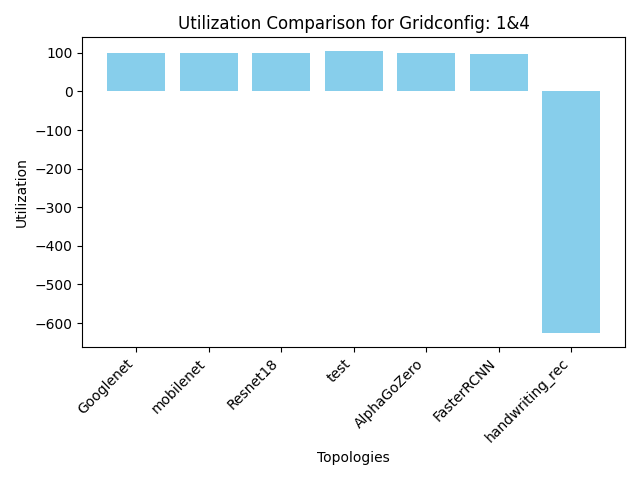 Utilization Comparison for Gridconfig: 1&4
Utilization
100
0
−100
−200
−300
−400
−500
−600
Googlenet
mobilenet
Resnet18
test
AlphaGoZero
FasterRCNN
handwriting_rec
Topologies